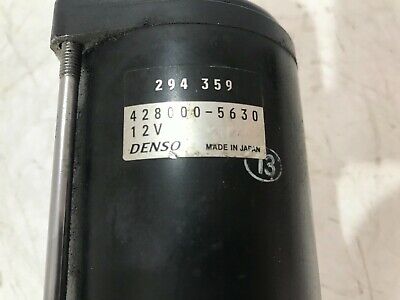 294 359
428000-5630
12V
DENSO MADE IN JAPAN
13